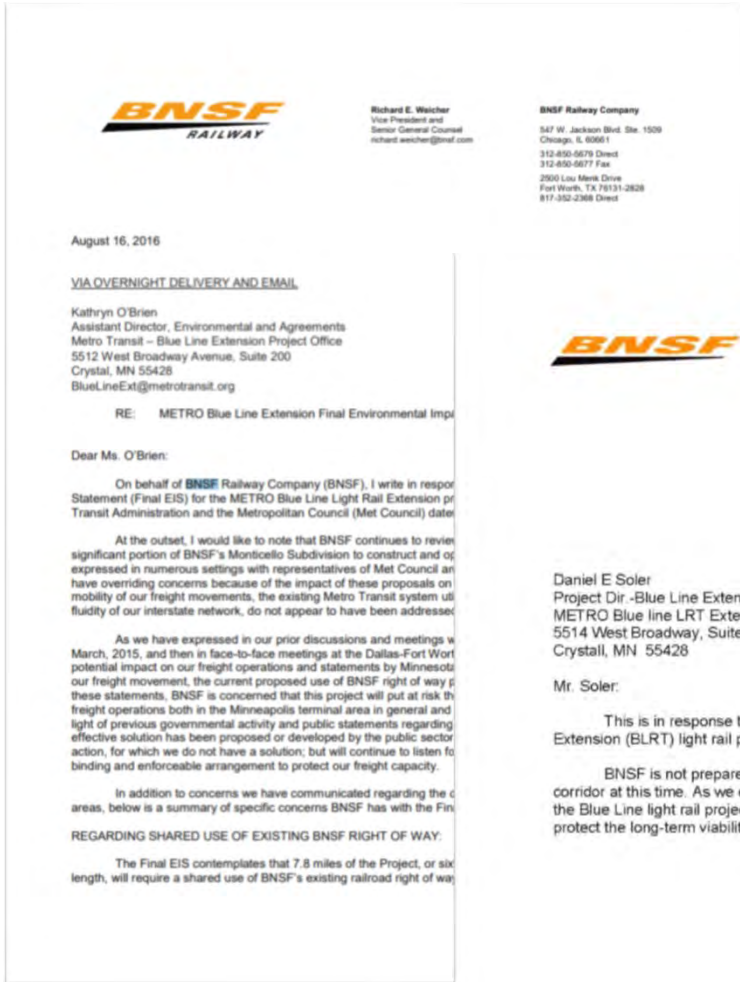 BNSF
RAILWAY
Richard E. Weicher
Vice President and
Senior General Counsel
richard.weicher@bnsf.com
BNSF Railway Company
547 W. Jackson Blvd. Ste. 1509
Chicago, IL 60661
312-850-5679 Direct
312-850-5677 Fax
2500 Lou Menk Drive
Fort Worth, TX 76131-2828
817-352-2368 Direct
August 16, 2016
VIA OVERNIGHT DELIVERY AND EMAIL
Kathryn O'Brien
Assistant Director, Environmental and Agreements
Metro Transit – Blue Line Extension Project Office
5512 West Broadway Avenue, Suite 200
Crystal, MN 55428
BlueLineExt@metrotransit.org
RE: METRO Blue Line Extension Final Environmental Impa
Dear Ms. O'Brien:
On behalf of BNSF Railway Company (BNSF), I write in respor
Statement (Final EIS) for the METRO Blue Line Light Rail Extension pr
Transit Administration and the Metropolitan Council (Met Council) date
At the outset, I would like to note that BNSF continues to review
significant portion of BNSF's Monticello Subdivision to construct and op
expressed in numerous settings with representatives of Met Council an
have overriding concerns because of the impact of these proposals on
mobility of our freight movements, the existing Metro Transit system uti
fluidity of our interstate network, do not appear to have been addressed
As we have expressed in our prior discussions and meetings w
March, 2015, and then in face-to-face meetings at the Dallas-Fort Wort
potential impact on our freight operations and statements by Minnesota
our freight movement, the current proposed use of BNSF right of way p
these statements, BNSF is concerned that this project will put at risk th
freight operations both in the Minneapolis terminal area in general and
light of previous governmental activity and public statements regarding
effective solution has been proposed or developed by the public sector
action, for which we do not have a solution; but will continue to listen fo
binding and enforceable arrangement to protect our freight capacity.
In addition to concerns we have communicated regarding the c
areas, below is a summary of specific concerns BNSF has with the Fin
REGARDING SHARED USE OF EXISTING BNSF RIGHT OF WAY:
The Final EIS contemplates that 7.8 miles of the Project, or six
length, will require a shared use of BNSF's existing railroad right of way
BNSF
Daniel E Soler
Project Dir.-Blue Line Exten
METRO Blue line LRT Exte
5514 West Broadway, Suite
Crystall, MN 55428
Mr. Soler:
This is in response t
Extension (BLRT) light rail p
BNSF is not prepare
corridor at this time. As we
the Blue Line light rail projec
protect the long-term viabilit